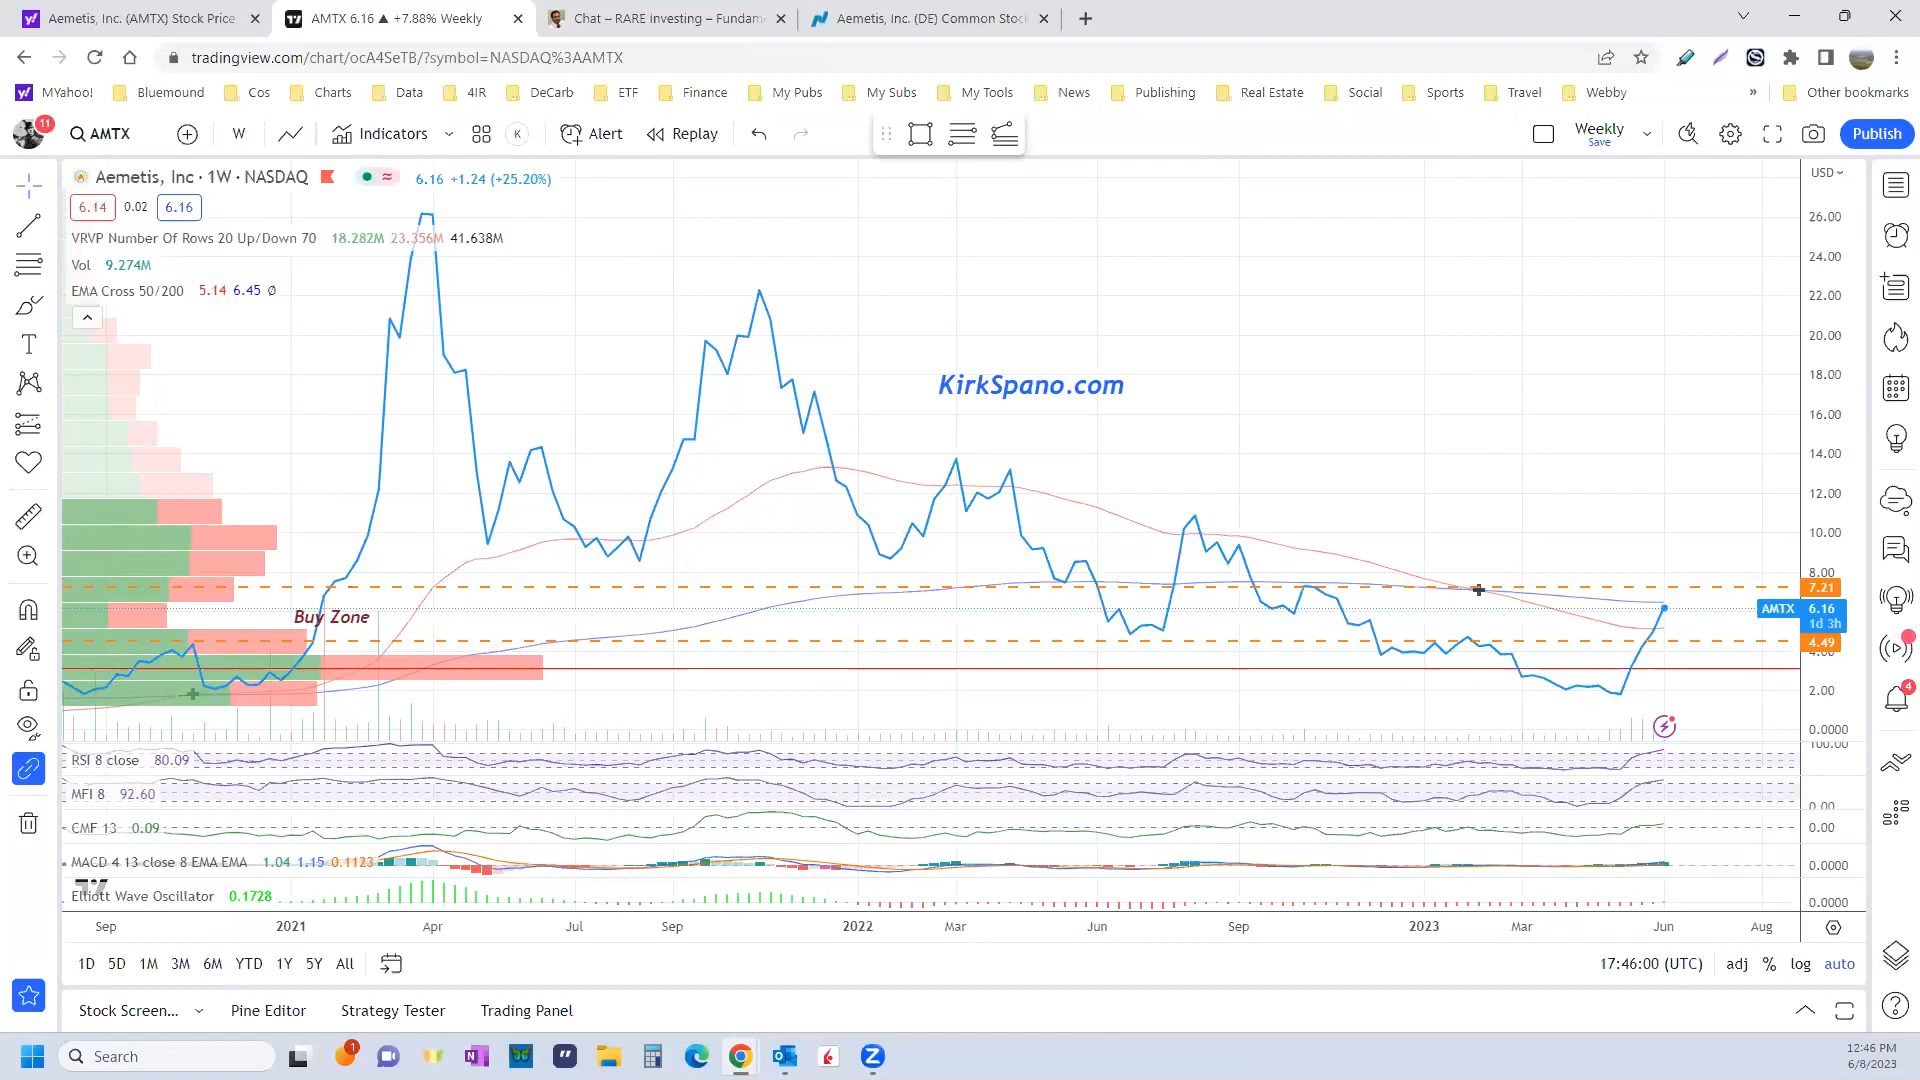 Aemetis, Inc. (AMTX) Stock Price
AMTX 6.16 ▲ +7.88% Weekly
Chat – RARE Investing – Fundam
Aemetis, Inc. (DE) Common Stoc
tradingview.com/chart/ocA4SeTB/?symbol=NASDAQ%3AAMTX
MYahoo! Bluemound Cos Charts Data 4IR DeCarb ETF Finance My Pubs My Subs My Tools News Publishing Real Estate Social Sports Travel Webby » Other bookmarks
11
AMTX W Indicators K Alert Replay Weekly Save Publish
Aemetis, Inc · 1W · NASDAQ 6.16 +1.24 (+25.20%) USD
6.14 0.02 6.16
VRVP Number Of Rows 20 Up/Down 70 18.282M 23.356M 41.638M
Vol 9.274M
EMA Cross 50/200 5.14 6.45 Ø
26.00
24.00
22.00
20.00
18.00
KirkSpano.com
16.00
14.00
12.00
10.00
8.00
7.21
AMTX 6.16
1d 3h
Buy Zone
4.49
4.00
2.00
0.0000
4
100.00
RSI 8 close 80.09
MFI 8 92.60
0.00
CMF 13 0.09
0.00
MACD 4 13 close 8 EMA EMA 1.04 1.15 0.1123
0.0000
Elliott Wave Oscillator 0.1728
0.0000
Sep 2021 Apr Jul Sep 2022 Mar Jun Sep 2023 Mar Jun Aug
1D 5D 1M 3M 6M YTD 1Y 5Y All 17:46:00 (UTC) adj % log auto
Stock Screen... Pine Editor Strategy Tester Trading Panel
Search
1
12:46 PM
6/8/2023